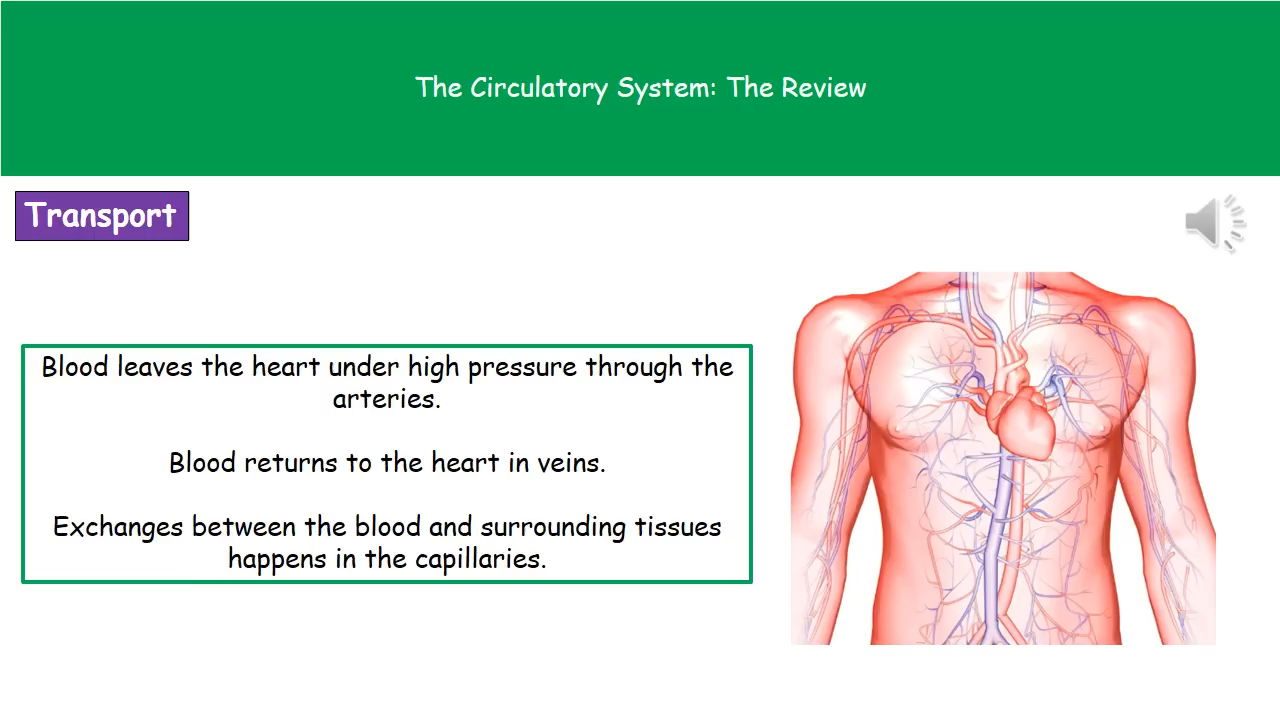 The Circulatory System: The Review
Transport
Blood leaves the heart under high pressure through the
arteries.
Blood returns to the heart in veins.
Exchanges between the blood and surrounding tissues
happens in the capillaries.